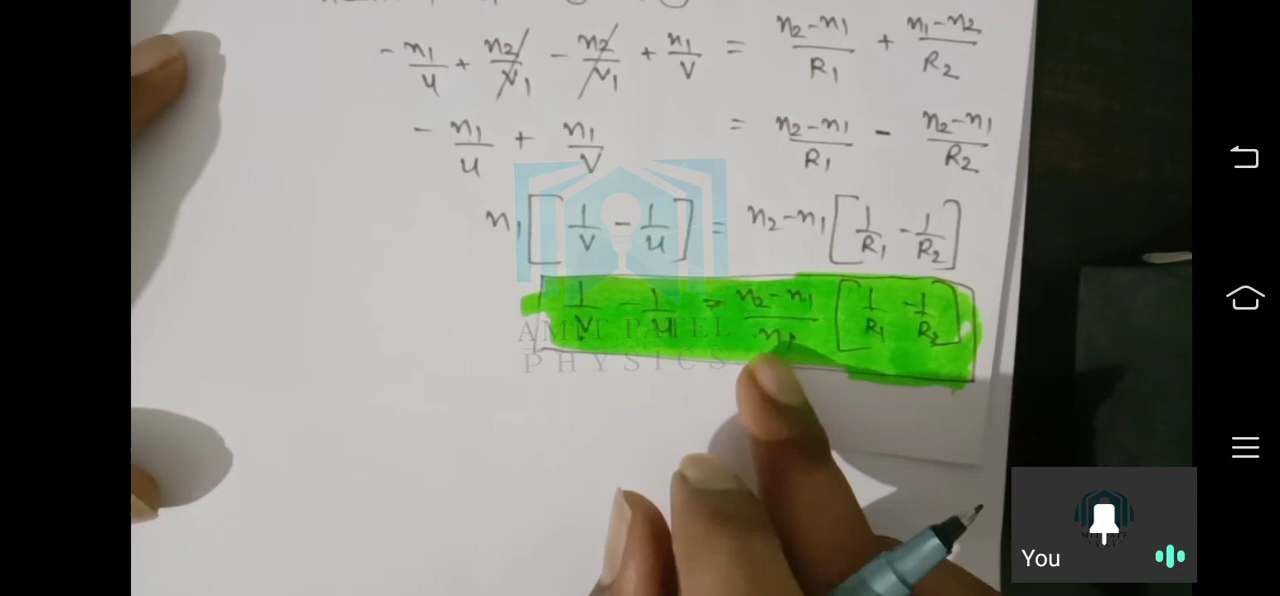 -n₁/u + n₂/v₁ - n₂/v₁ + n₁/v = n₂-n₁/R₁ + n₁-n₂/R₂
-n₁/u + n₁/v = n₂-n₁/R₁ - n₂-n₁/R₂
n₁[1/v - 1/u] = n₂-n₁[1/R₁ - 1/R₂]
1/v - 1/u = n₂-n₁/n₁ [1/R₁ - 1/R₂]
AMIT PATEL
PHYSICS
You